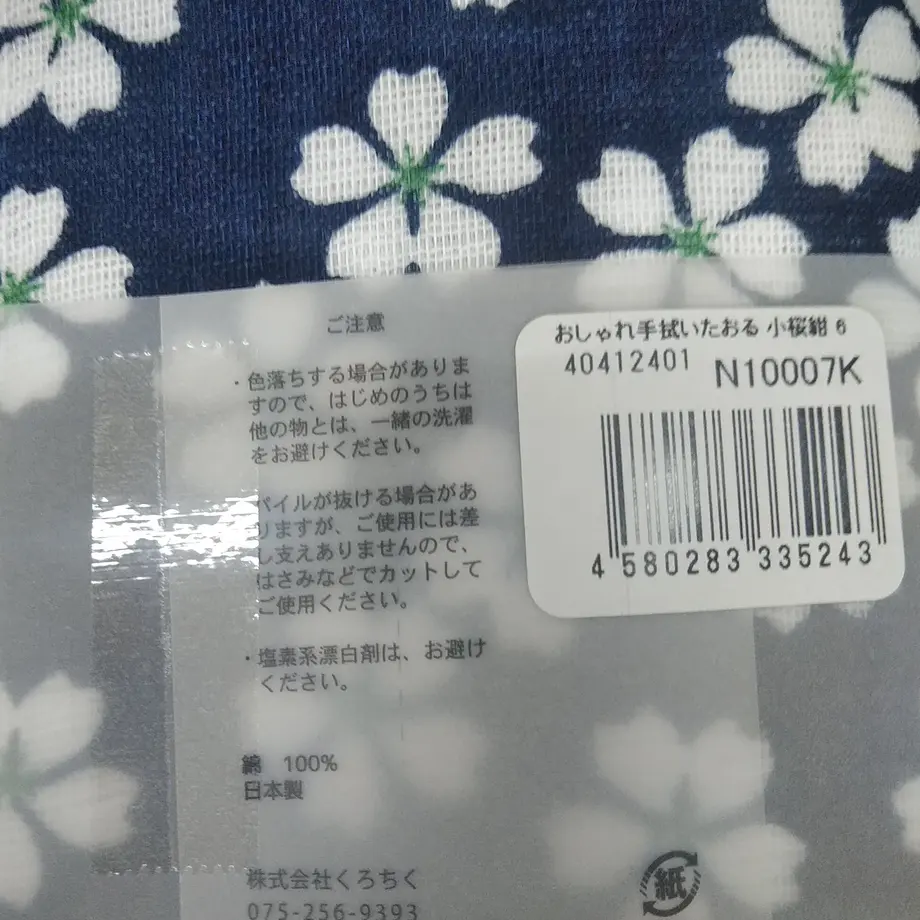 ご注意
・色落ちする場合がありま
すので、はじめのうちは
他の物とは、一緒の洗濯
をお避けください。
パイルが抜ける場合があ
りますが、ご使用には差
し支えありませんので、
はさみなどでカットして
ご使用ください。
・塩素系漂白剤は、お避け
ください。
綿 100%
日本製
株式会社くろちく
075-256-9393
おしゃれ手拭いたおる 小桜紺 6
40412401 N10007K
4 580283 335243
紙